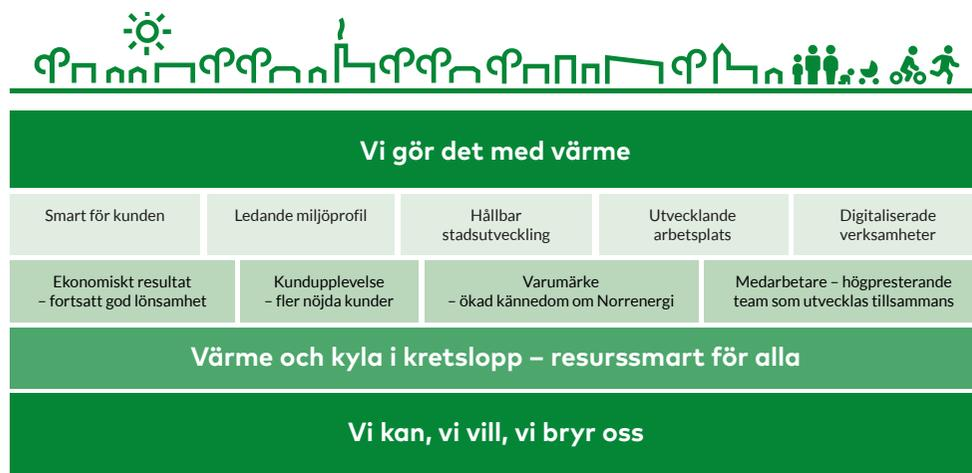 Vi gör det med värme
Smart för kunden
Ledande miljöprofil
Hållbar
stadsutveckling
Utvecklande
arbetsplats
Digitaliserade
verksamheter
Ekonomiskt resultat
– fortsatt god lönsamhet
Kundupplevelse
– fler nöjda kunder
Varumärke
– ökad kännedom om Norrenergi
Medarbetare – högpresterande
team som utvecklas tillsammans
Värme och kyla i kretslopp – resurssmart för alla
Vi kan, vi vill, vi bryr oss